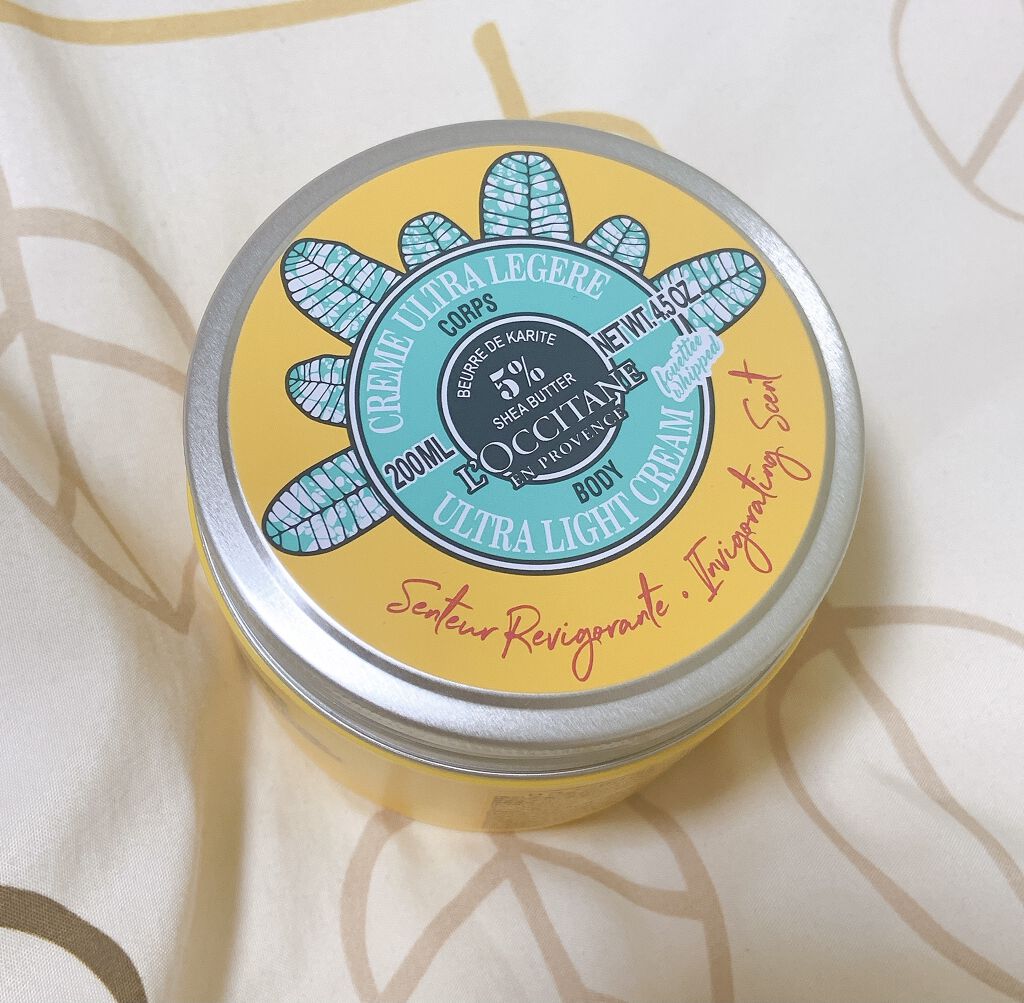 CREME ULTRA LEGERE
CORPS
BEURRE DE KARITE
5%
SHEA BUTTER
L'OCCITANE
EN PROVENCE
200ML
NET WT. 4.5 OZ.
fouettée
whipped
BODY
ULTRA LIGHT CREAM
Senteur Revigorante • Invigorating Scent